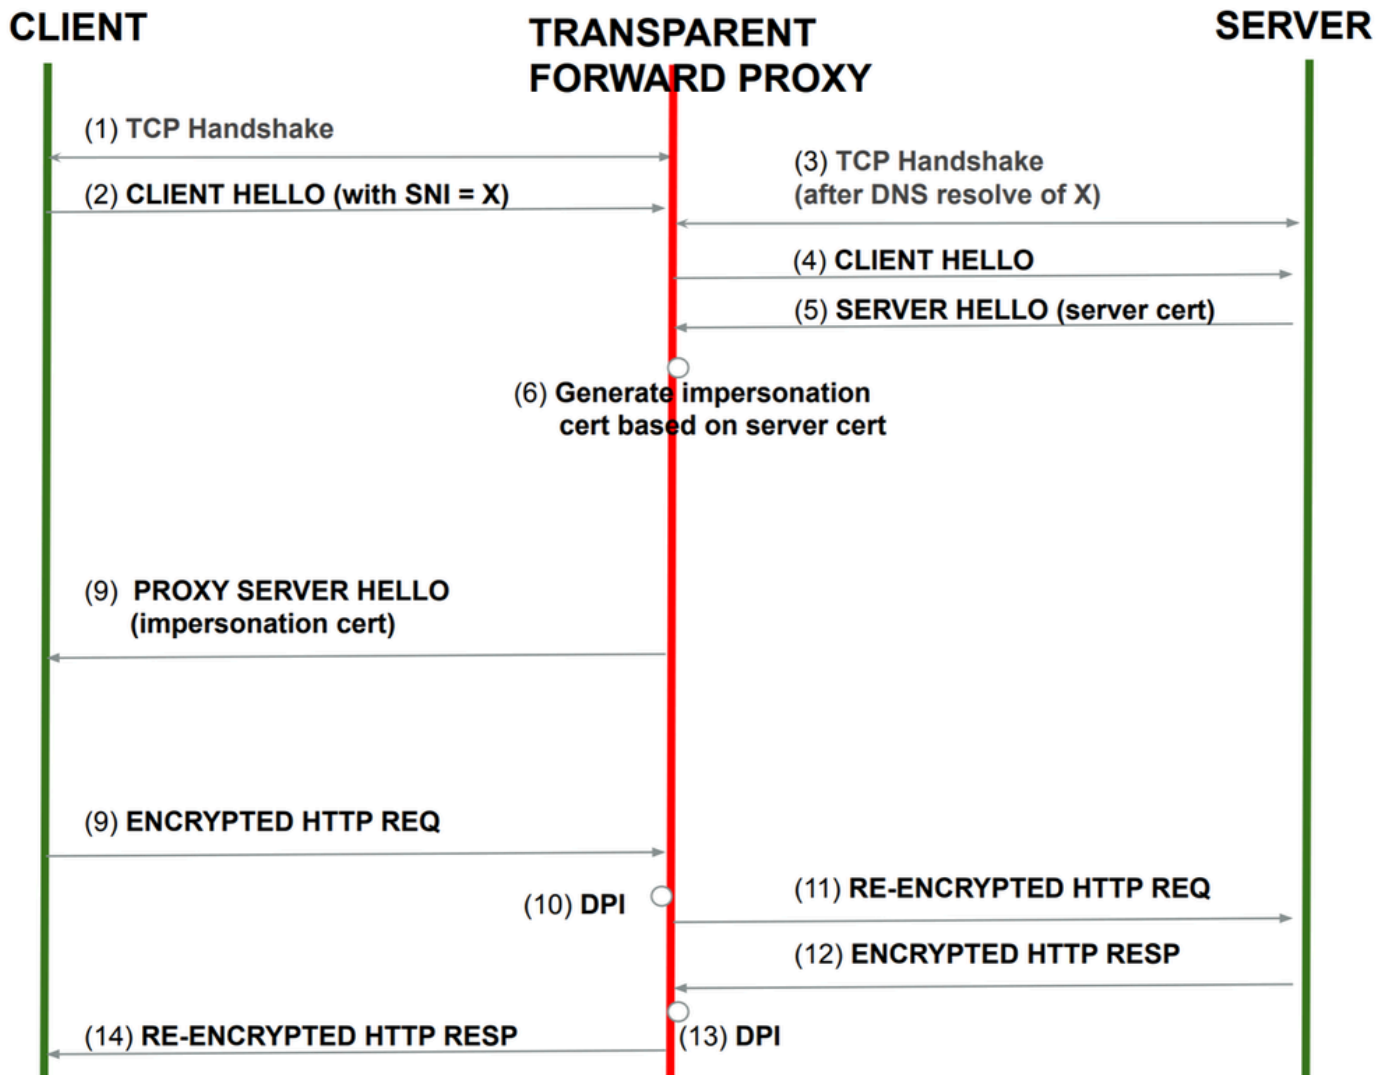 CLIENT
TRANSPARENT
FORWARD PROXY
SERVER
(1) TCP Handshake
(2) CLIENT HELLO (with SNI = X)
(3) TCP Handshake
(after DNS resolve of X)
(4) CLIENT HELLO
(5) SERVER HELLO (server cert)
(6) Generate impersonation
cert based on server cert
(9) PROXY SERVER HELLO
(impersonation cert)
(9) ENCRYPTED HTTP REQ
(10) DPI
(11) RE-ENCRYPTED HTTP REQ
(12) ENCRYPTED HTTP RESP
(13) DPI
(14) RE-ENCRYPTED HTTP RESP